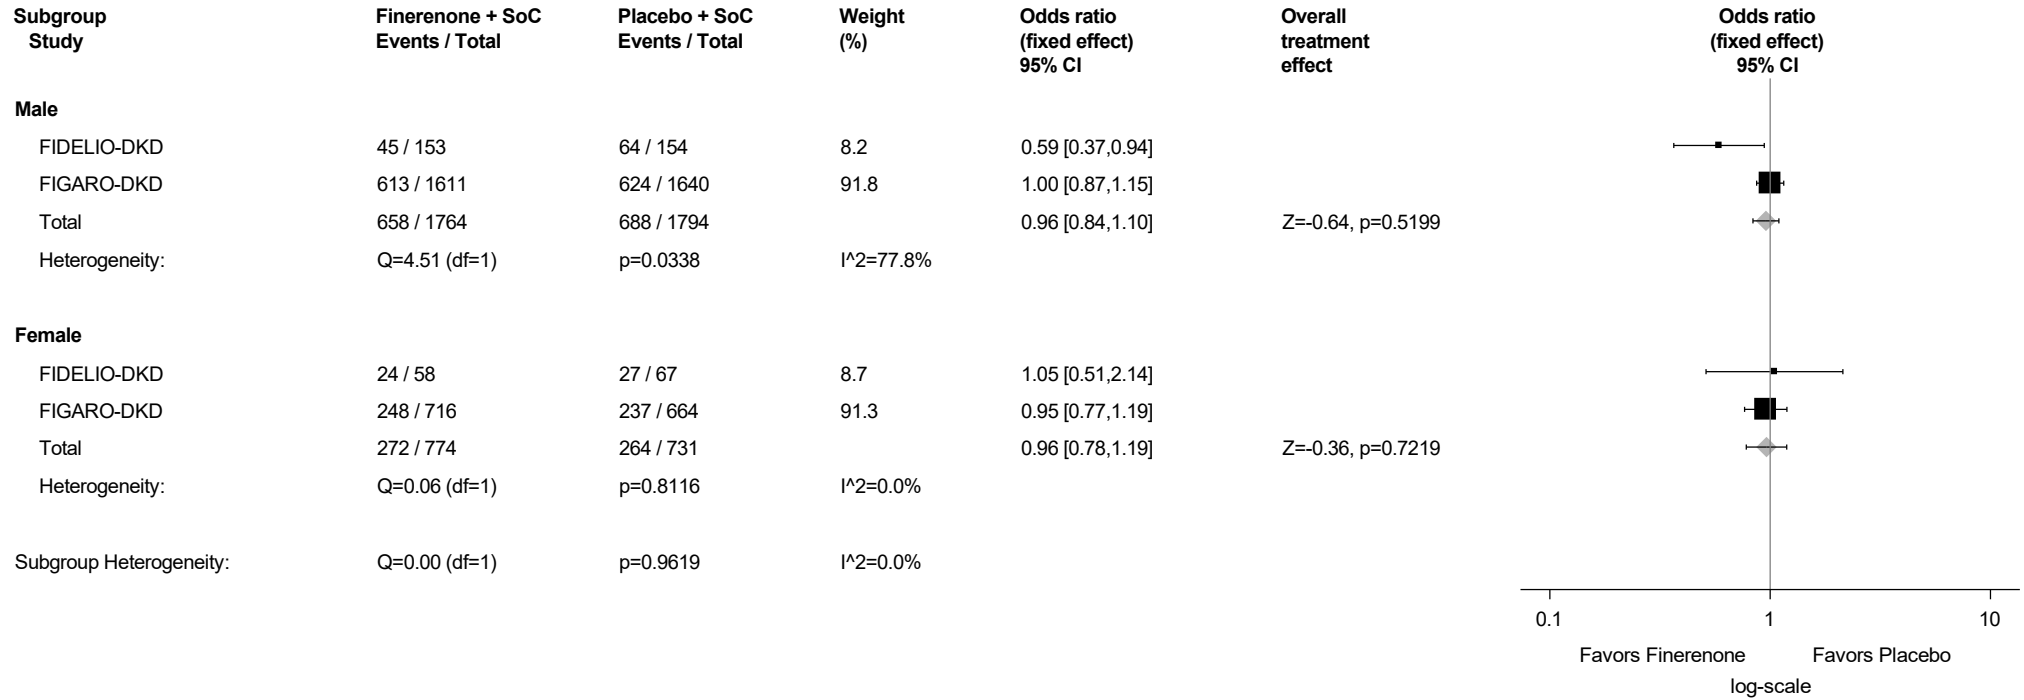 Subgroup Finerenone + SoC Placebo + SoC Weight Odds ratio Overall Odds ratio
Study Events / Total Events / Total (%) (fixed effect) treatment (fixed effect)
95% CI effect 95% CI
Male
FIDELIO-DKD 45 / 153 64 / 154 8.2 0.59 [0.37,0.94]
FIGARO-DKD 613 / 1611 624 / 1640 91.8 1.00 [0.87,1.15]
Total 658 / 1764 688 / 1794 0.96 [0.84,1.10] Z=-0.64, p=0.5199
Heterogeneity: Q=4.51 (df=1) p=0.0338 I^2=77.8%
Female
FIDELIO-DKD 24 / 58 27 / 67 8.7 1.05 [0.51,2.14]
FIGARO-DKD 248 / 716 237 / 664 91.3 0.95 [0.77,1.19]
Total 272 / 774 264 / 731 0.96 [0.78,1.19] Z=-0.36, p=0.7219
Heterogeneity: Q=0.06 (df=1) p=0.8116 I^2=0.0%
Subgroup Heterogeneity: Q=0.00 (df=1) p=0.9619 I^2=0.0%
0.1 1 10
Favors Finerenone Favors Placebo
log-scale